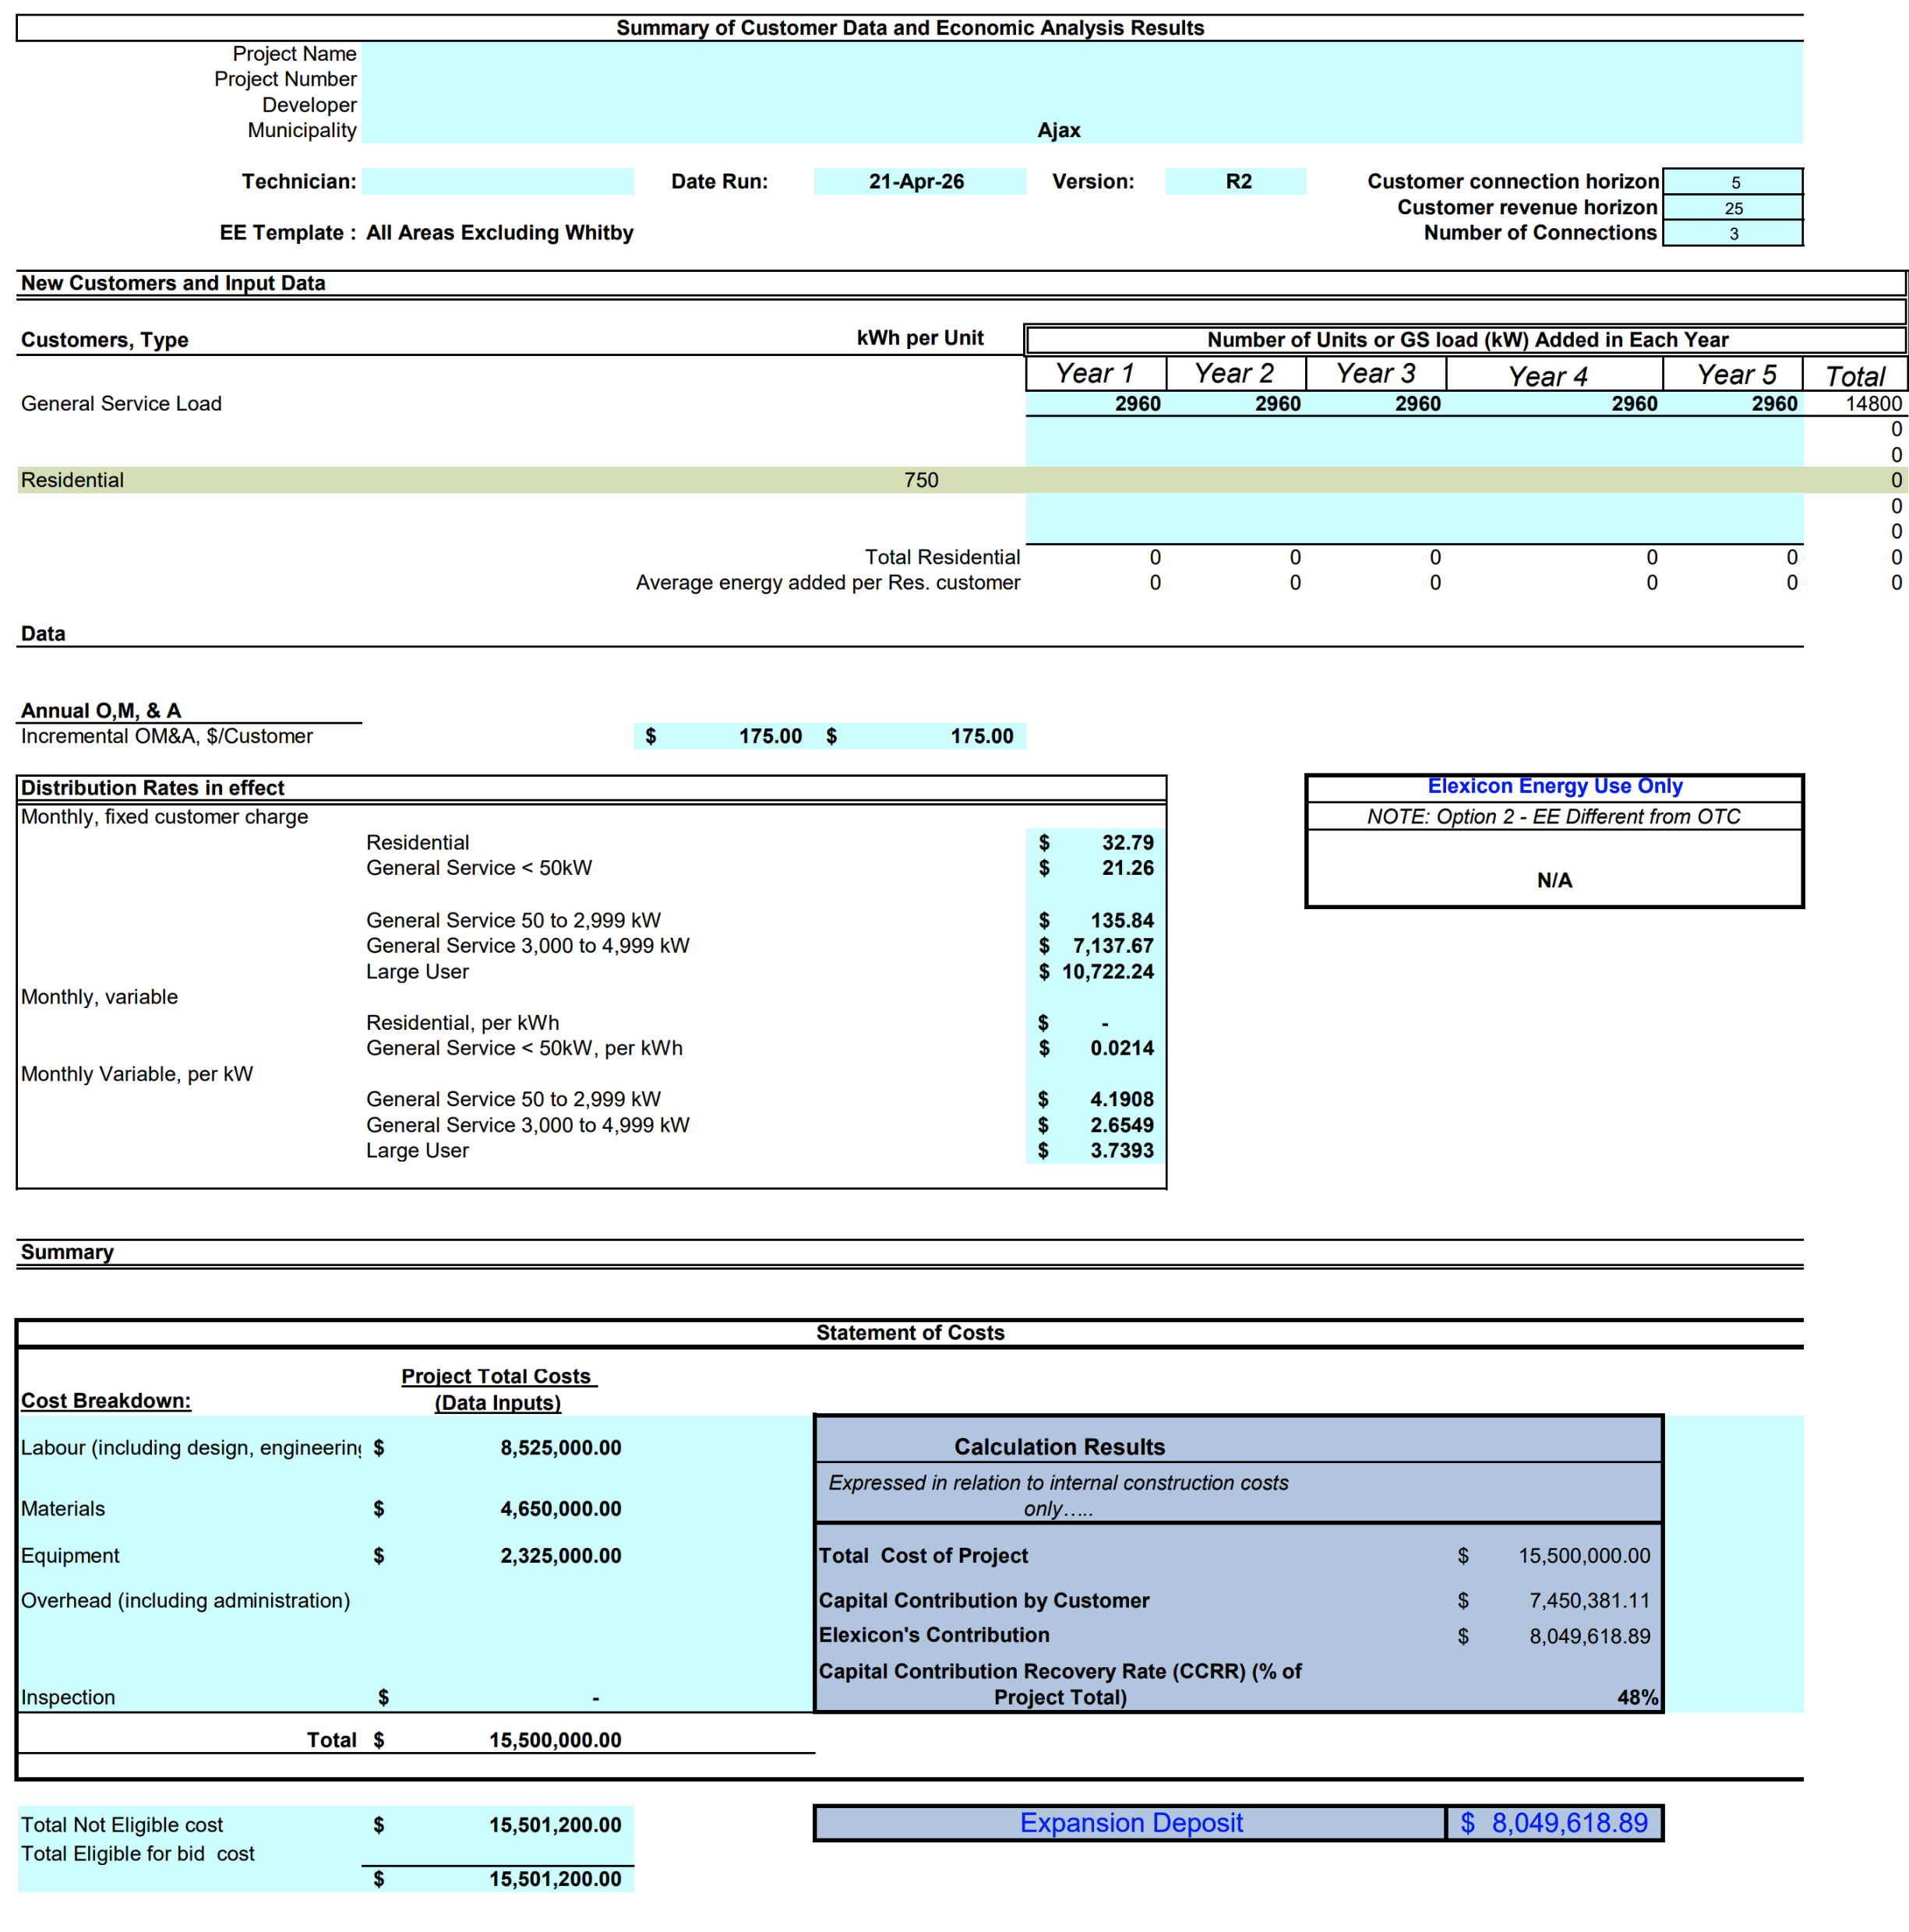 Summary of Customer Data and Economic Analysis Results
Project Name
Project Number
Developer
Municipality Ajax
Technician: Date Run: 21-Apr-26 Version: R2 Customer connection horizon 5
Customer revenue horizon 25
EE Template : All Areas Excluding Whitby Number of Connections 3
New Customers and Input Data
Customers, Type kWh per Unit Number of Units or GS load (kW) Added in Each Year
Year 1 Year 2 Year 3 Year 4 Year 5 Total
General Service Load 2960 2960 2960 2960 2960 14800
0
0
Residential 750 0
0
0
Total Residential 0 0 0 0 0 0
Average energy added per Res. customer 0 0 0 0 0 0
Data
Annual O,M, & A
Incremental OM&A, $/Customer $ 175.00 $ 175.00
Distribution Rates in effect Elexicon Energy Use Only
Monthly, fixed customer charge NOTE: Option 2 - EE Different from OTC
Residential $ 32.79
General Service < 50kW $ 21.26
N/A
General Service 50 to 2,999 kW $ 135.84
General Service 3,000 to 4,999 kW $ 7,137.67
Large User $ 10,722.24
Monthly, variable
Residential, per kWh $ -
General Service < 50kW, per kWh $ 0.0214
Monthly Variable, per kW
General Service 50 to 2,999 kW $ 4.1908
General Service 3,000 to 4,999 kW $ 2.6549
Large User $ 3.7393
Summary
Statement of Costs
Project Total Costs
Cost Breakdown: (Data Inputs)
Labour (including design, engineering $ 8,525,000.00 Calculation Results
Expressed in relation to internal construction costs
only…..
Materials $ 4,650,000.00
Equipment $ 2,325,000.00 Total Cost of Project $ 15,500,000.00
Overhead (including administration) Capital Contribution by Customer $ 7,450,381.11
Elexicon's Contribution $ 8,049,618.89
Capital Contribution Recovery Rate (CCRR) (% of
Inspection $ - Project Total) 48%
Total $ 15,500,000.00
Total Not Eligible cost $ 15,501,200.00 Expansion Deposit $ 8,049,618.89
Total Eligible for bid cost
$ 15,501,200.00